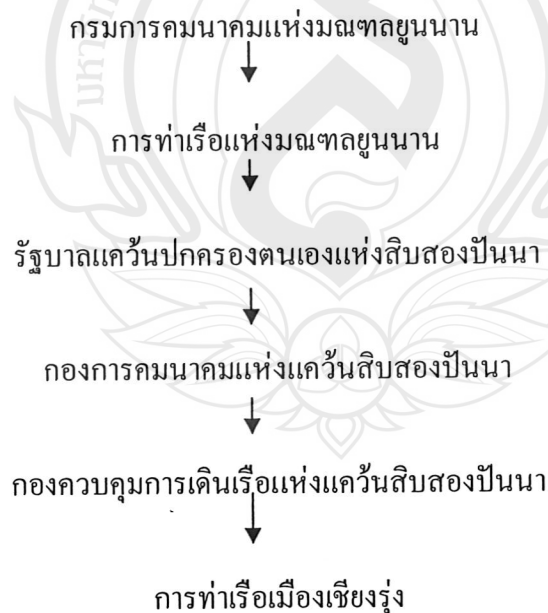 กรมการคมนาคมแห่งมณฑลยูนนาน
การท่าเรือแห่งมณฑลยูนนาน
รัฐบาลแคว้นปกครองตนเองแห่งสิบสองปันนา
กองการคมนาคมแห่งแคว้นสิบสองปันนา
กองควบคุมการเดินเรือแห่งแคว้นสิบสองปันนา
การท่าเรือเมืองเชียงรุ่ง